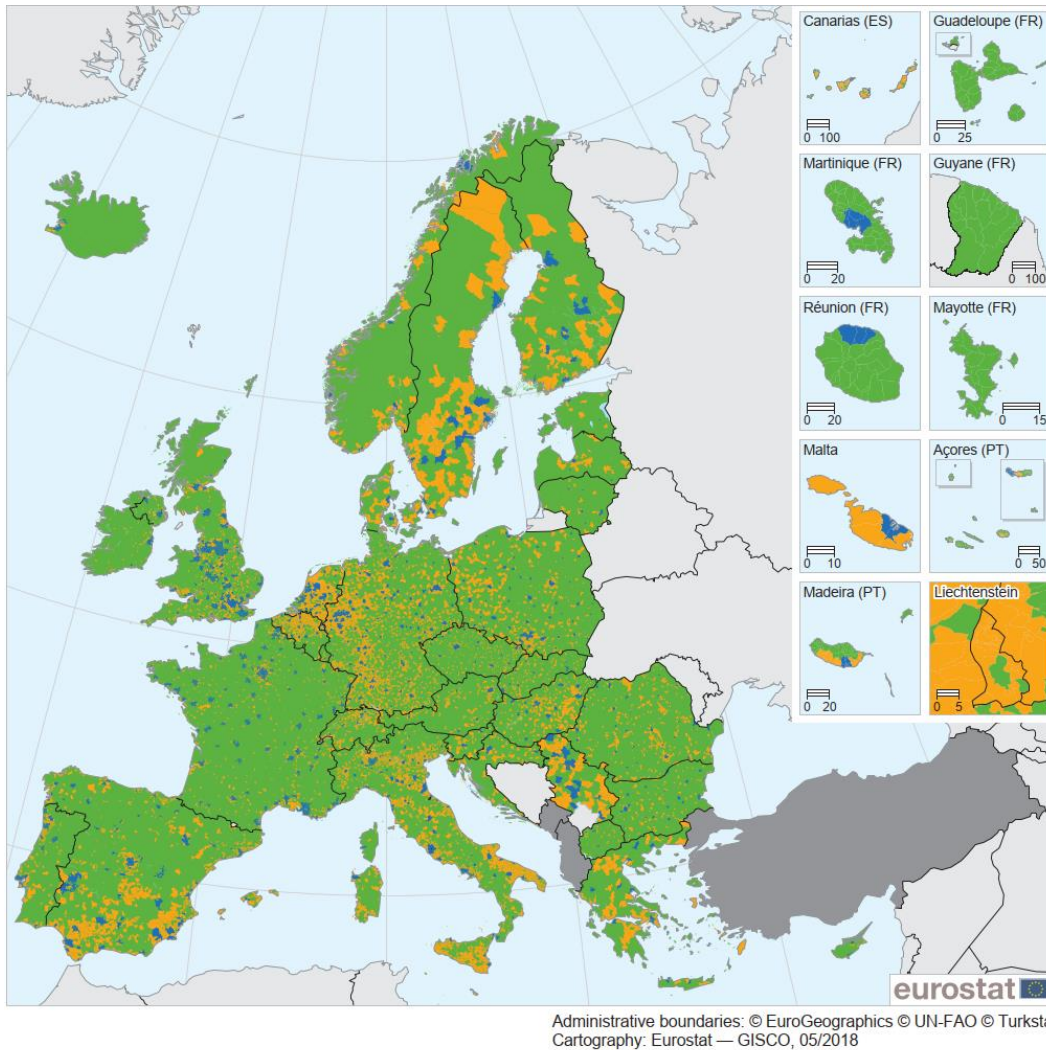 Canarias (ES)
0 100
Guadeloupe (FR)
0 25
Martinique (FR)
0 20
Guyane (FR)
0 100
Réunion (FR)
0 20
Mayotte (FR)
0 15
Malta
0 10
Açores (PT)
0 50
Madeira (PT)
0 20
Liechtenstein
0 5
eurostat
Administrative boundaries: © EuroGeographics © UN-FAO © Turksta
Cartography: Eurostat — GISCO, 05/2018